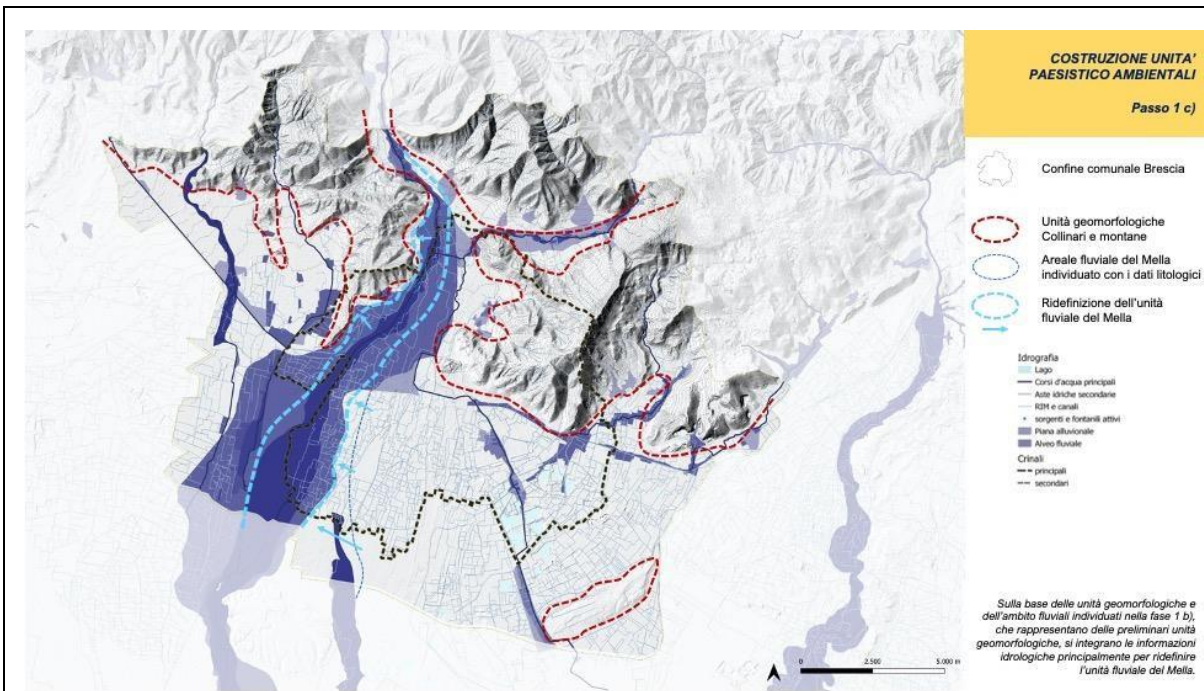 COSTRUZIONE UNITA'
PAESISTICO AMBIENTALI
Passo 1 c)
Confine comunale Brescia
Unità geomorfologiche
Collinari e montane
Areale fluviale del Mella
individuato con i dati litologici
Ridefinizione dell'unità
fluviale del Mella
Idrografia
Lago
Corsi d'acqua principali
Aste idriche secondarie
RIM e canali
sorgenti e fontanili attivi
Piana alluvionale
Alveo fluviale
Crinali
principali
secondari
Sulla base delle unità geomorfologiche e
dell'ambito fluviali individuati nella fase 1 b),
che rappresentano delle preliminari unità
geomorfologiche, si integrano le informazioni
idrologiche principalmente per ridefinire
l'unità fluviale del Mella.
0 2.500 5.000 m